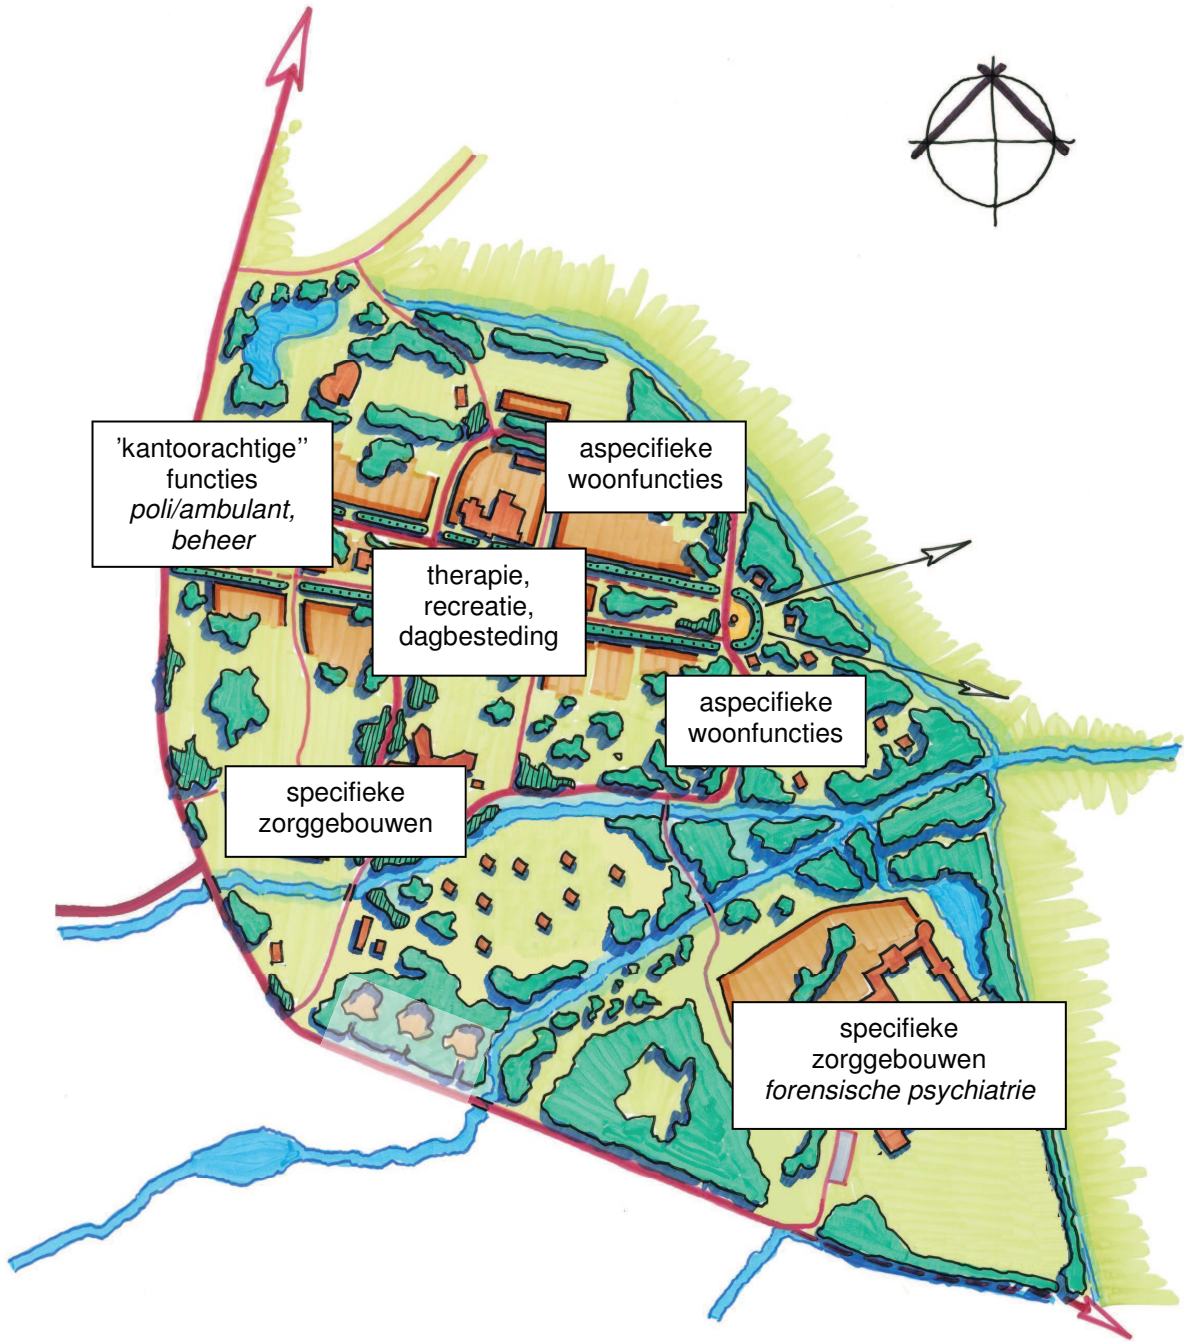 'kantoorachtige''
functies
poli/ambulant,
beheer
aspecifieke
woonfuncties
therapie,
recreatie,
dagbesteding
aspecifieke
woonfuncties
specifieke
zorggebouwen
specifieke
zorggebouwen
forensische psychiatrie